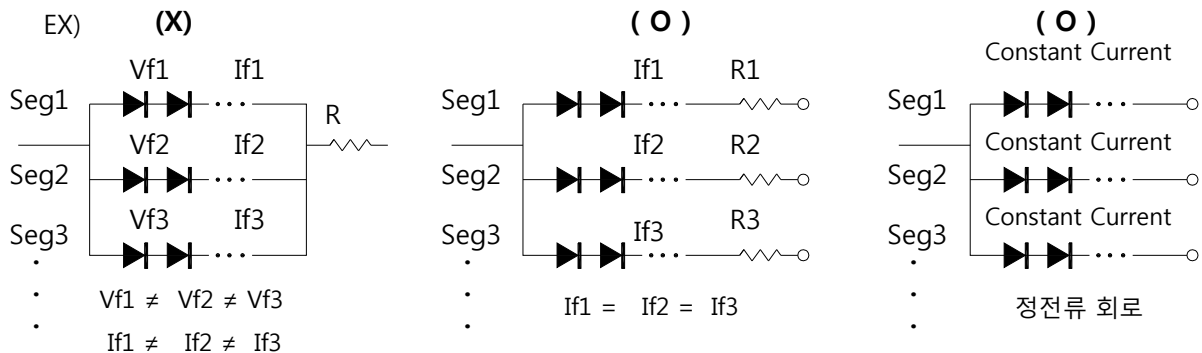 EX) (X) ( O ) ( O )
Constant Current
Vf1 If1 If1 R1
Seg1 Seg1 Seg1
R
Vf2 If2 If2 R2 Constant Current
Seg2 Seg2 Seg2
Vf3 If3 If3 R3 Constant Current
Seg3 Seg3 Seg3
Vf1 ≠ Vf2 ≠ Vf3 If1 = If2 = If3 정전류 회로
If1 ≠ If2 ≠ If3